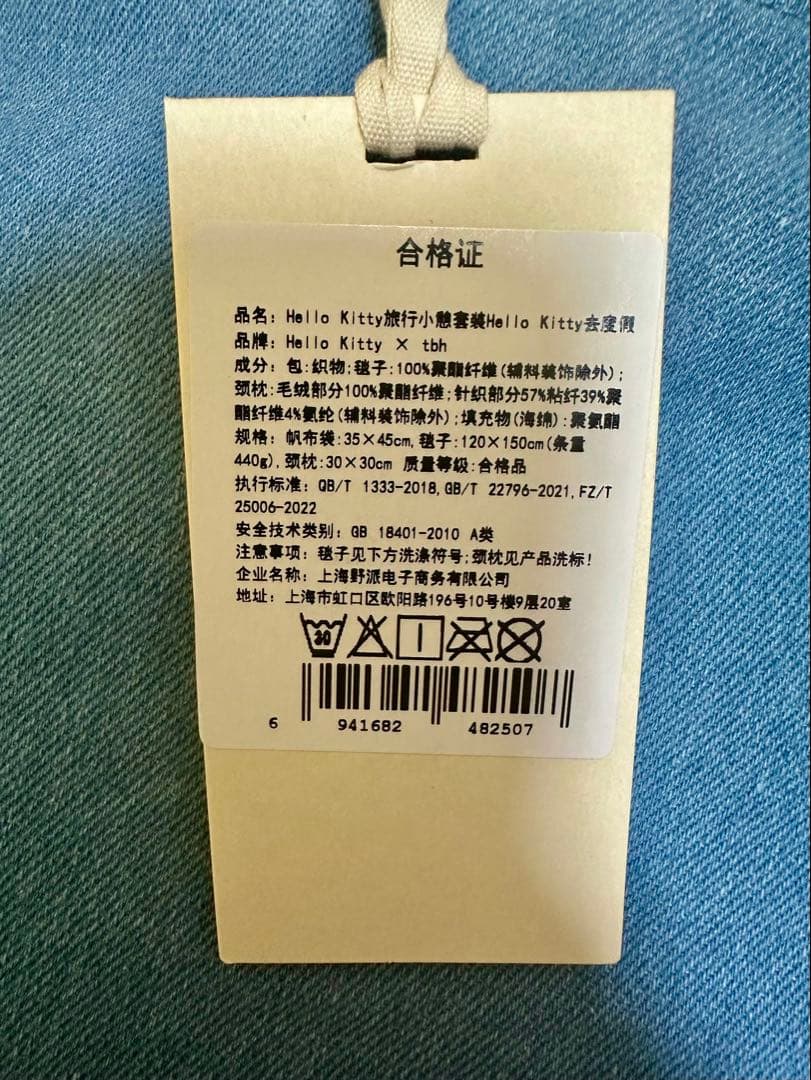 合格证
品名: Hello Kitty旅行小憩套装Hello Kitty去度假
品牌: Hello Kitty × tbh
成分: 包:织物;毯子:100%聚酯纤维(辅料装饰除外);
颈枕:毛绒部分100%聚酯纤维;针织部分57%粘纤39%聚
酯纤维4%氨纶(辅料装饰除外);填充物(海绵):聚氨酯
规格: 帆布袋:35×45cm,毯子:120×150cm(条重
440g),颈枕:30×30cm 质量等级:合格品
执行标准: QB/T 1333-2018,GB/T 22796-2021,FZ/T
25006-2022
安全技术类别: GB 18401-2010 A类
注意事项: 毯子见下方洗涤符号;颈枕见产品洗标!
企业名称: 上海野派电子商务有限公司
地址: 上海市虹口区欧阳路196号10号楼9层20室
30
6 941682 482507